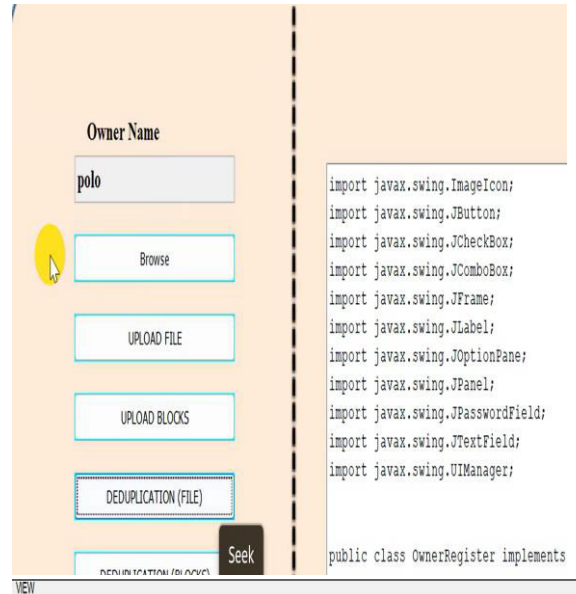 Owner Name
polo
Browse
UPLOAD FILE
UPLOAD BLOCKS
DEDUPLICATION (FILE)
DEDUPLICATION (BLOCKS)
Seek
import javax.swing.ImageIcon;
import javax.swing.JButton;
import javax.swing.JCheckBox;
import javax.swing.JComboBox;
import javax.swing.JFrame;
import javax.swing.JLabel;
import javax.swing.JOptionPane;
import javax.swing.JPanel;
import javax.swing.JPasswordField;
import javax.swing.JTextField;
import javax.swing.UIManager;
public class OwnerRegister implements
VIEW